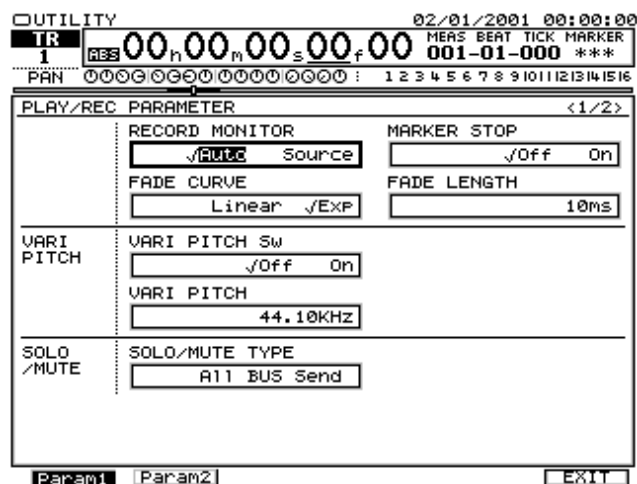 UTILITY 02/01/2001 00:00:00
TR 1 ABS 00h00m00s00f00 MEAS BEAT TICK MARKER
001-01-000 ***
PAN 1 2 3 4 5 6 7 8 9 10 11 12 13 14 15 16
PLAY/REC PARAMETER <1/2>
RECORD MONITOR MARKER STOP
√Auto Source √Off On
FADE CURVE FADE LENGTH
Linear √Exp 10ms
VARI PITCH VARI PITCH Sw
√Off On
VARI PITCH
44.10KHz
SOLO /MUTE SOLO/MUTE TYPE
All BUS Send
Param1 Param2 EXIT